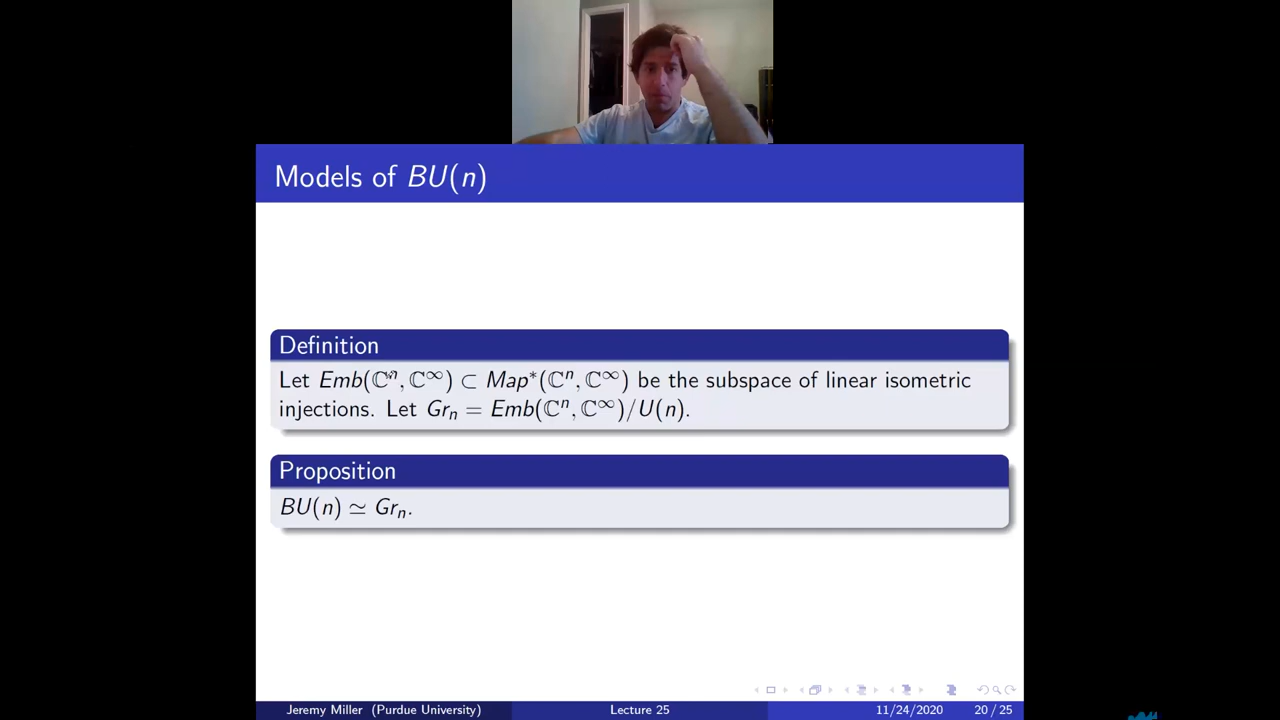 Models of BU(n)
Definition
Let Emb(ℂⁿ, ℂ^∞) ⊂ Map*(ℂⁿ, ℂ^∞) be the subspace of linear isometric
injections. Let Grₙ = Emb(ℂⁿ, ℂ^∞)/U(n).
Proposition
BU(n) ≃ Grₙ.
Jeremy Miller (Purdue University) Lecture 25 11/24/2020 20 / 25